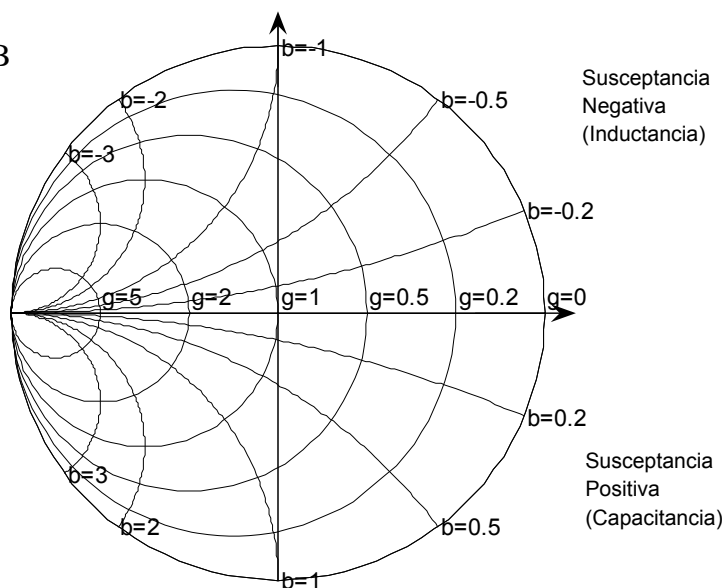 B
b=-1
b=-2
b=-0.5
b=-3
b=-0.2
g=5
g=2
g=1
g=0.5
g=0.2
g=0
b=0.2
b=3
b=2
b=0.5
b=1
Susceptancia
Negativa
(Inductancia)
Susceptancia
Positiva
(Capacitancia)